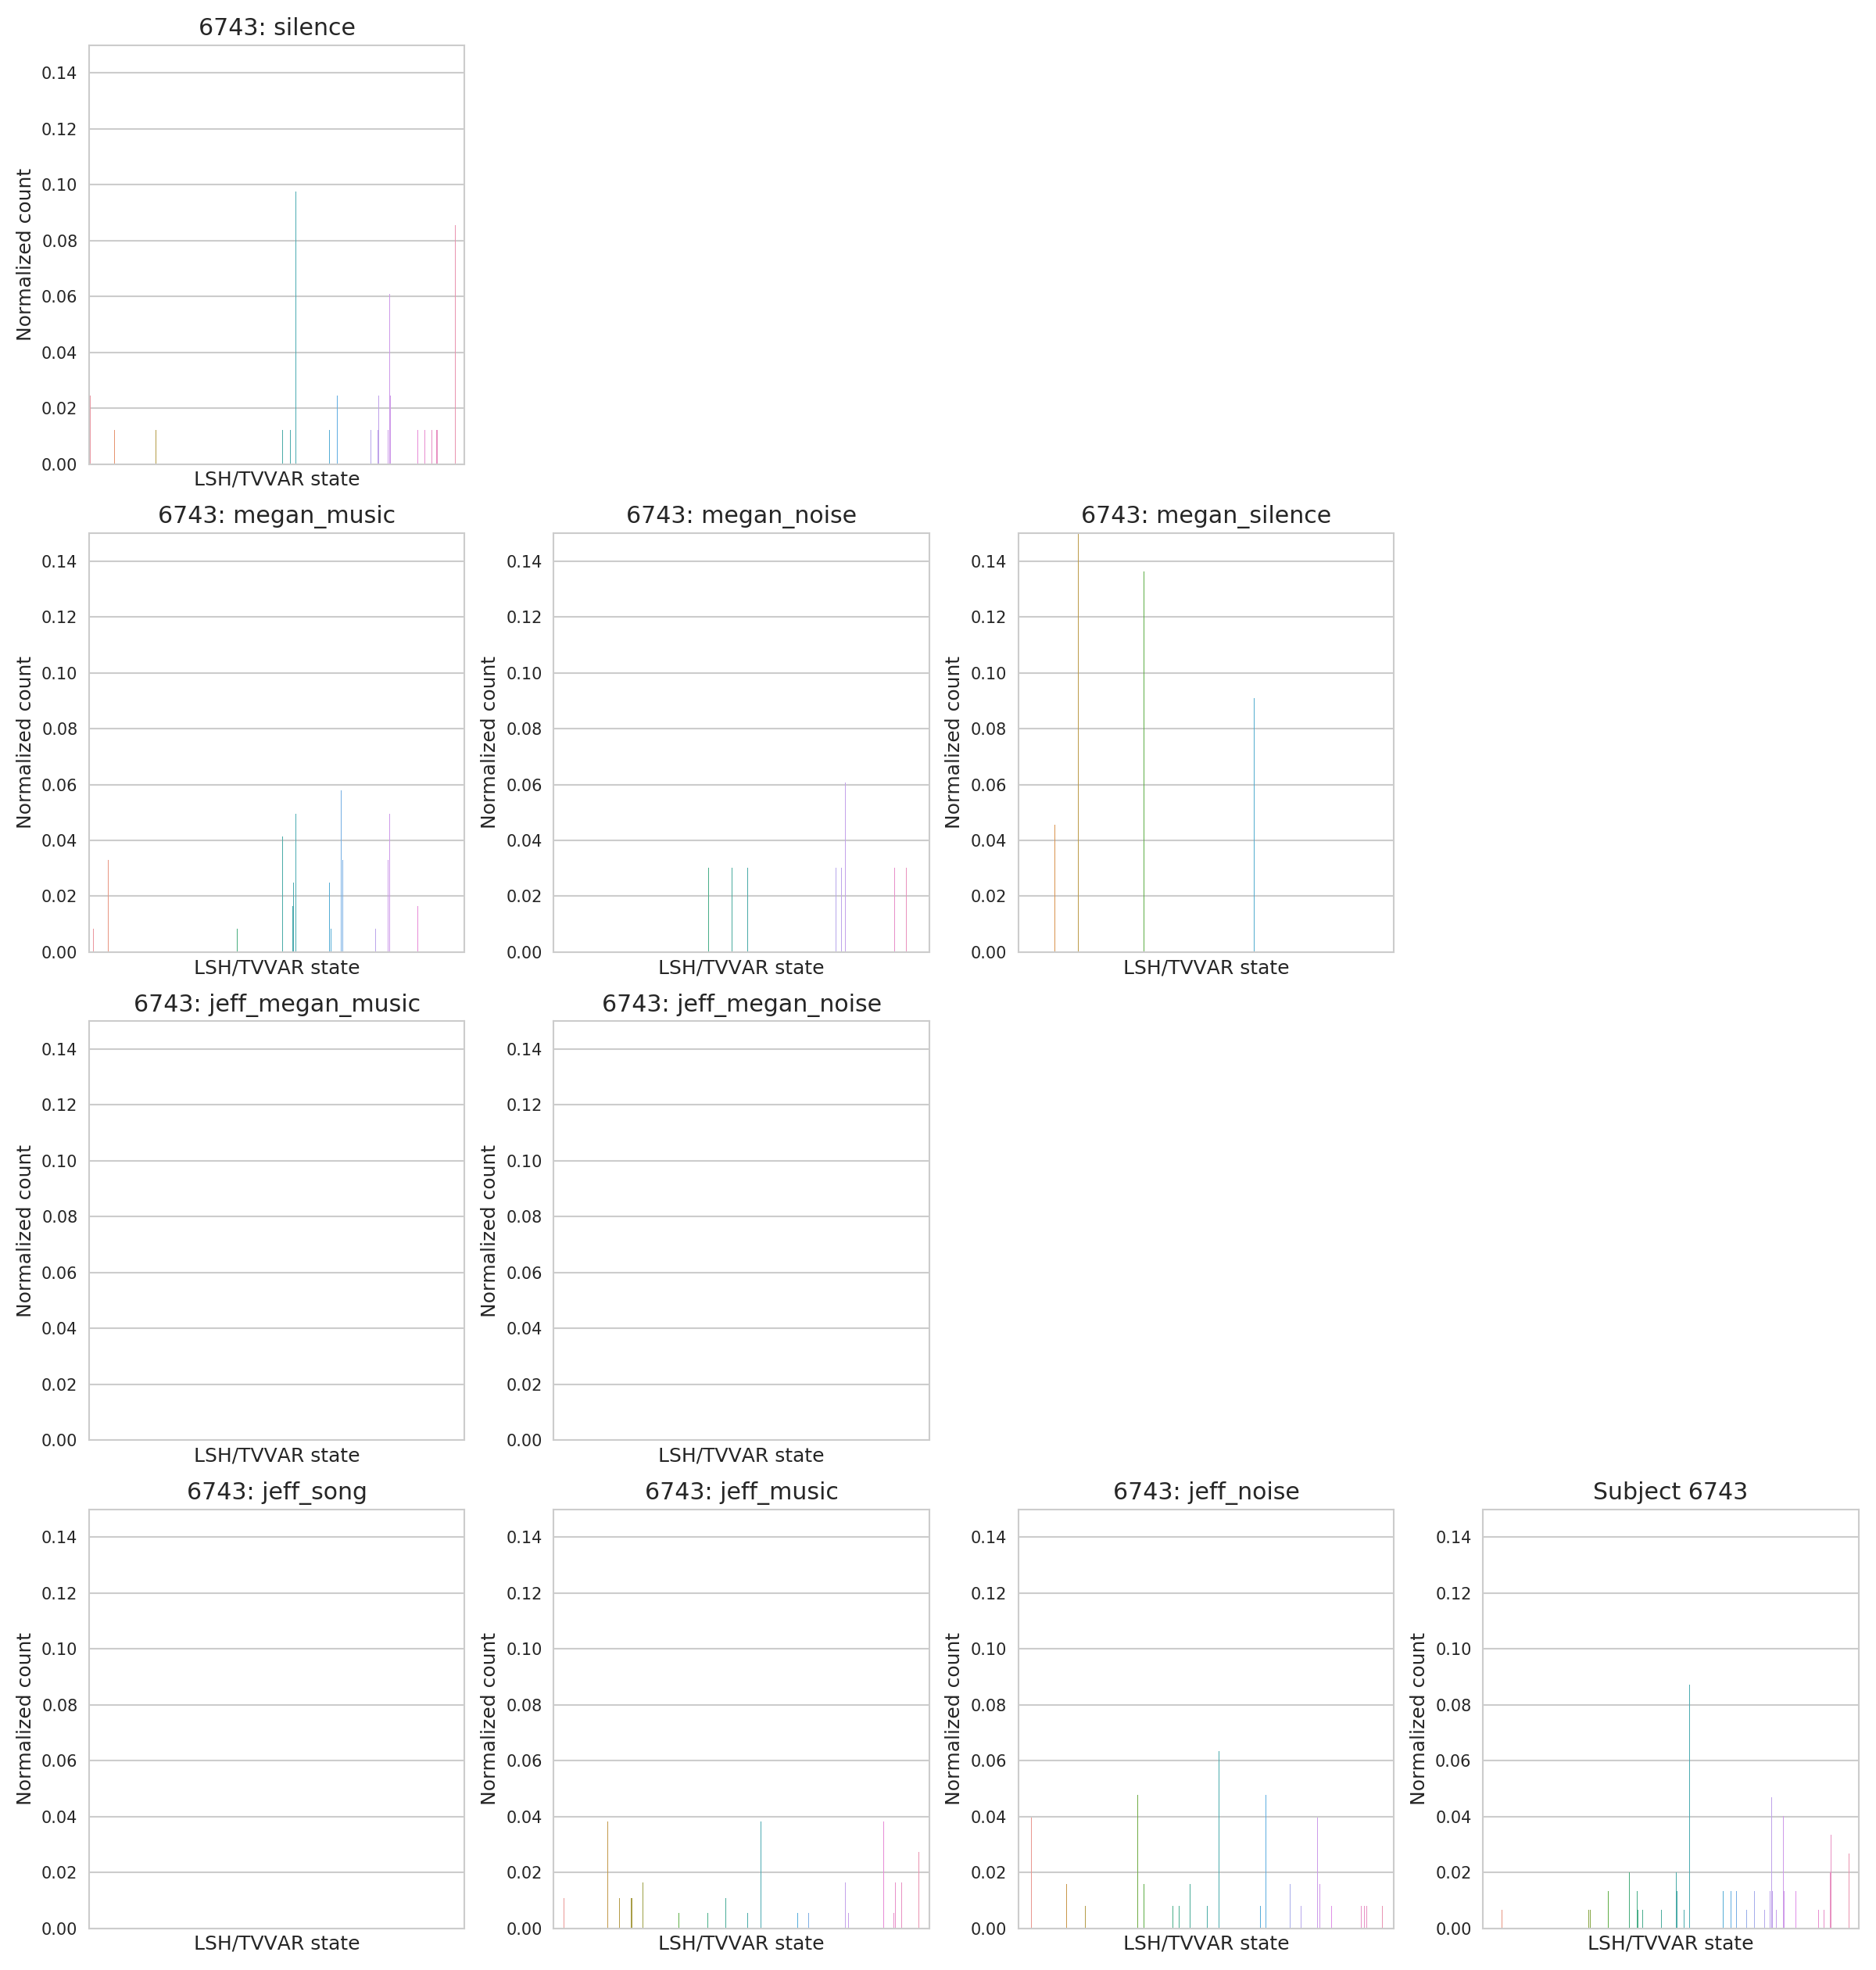 6743: silence
0.14
0.12
0.10
0.08
0.06
0.04
0.02
0.00
Normalized count
LSH/TVVAR state
6743: megan_music
0.14
0.12
0.10
0.08
0.06
0.04
0.02
0.00
Normalized count
LSH/TVVAR state
6743: megan_noise
0.14
0.12
0.10
0.08
0.06
0.04
0.02
0.00
Normalized count
LSH/TVVAR state
6743: megan_silence
0.14
0.12
0.10
0.08
0.06
0.04
0.02
0.00
Normalized count
LSH/TVVAR state
6743: jeff_megan_music
0.14
0.12
0.10
0.08
0.06
0.04
0.02
0.00
Normalized count
LSH/TVVAR state
6743: jeff_megan_noise
0.14
0.12
0.10
0.08
0.06
0.04
0.02
0.00
Normalized count
LSH/TVVAR state
6743: jeff_song
0.14
0.12
0.10
0.08
0.06
0.04
0.02
0.00
Normalized count
LSH/TVVAR state
6743: jeff_music
0.14
0.12
0.10
0.08
0.06
0.04
0.02
0.00
Normalized count
LSH/TVVAR state
6743: jeff_noise
0.14
0.12
0.10
0.08
0.06
0.04
0.02
0.00
Normalized count
LSH/TVVAR state
Subject 6743
0.14
0.12
0.10
0.08
0.06
0.04
0.02
0.00
Normalized count
LSH/TVVAR state